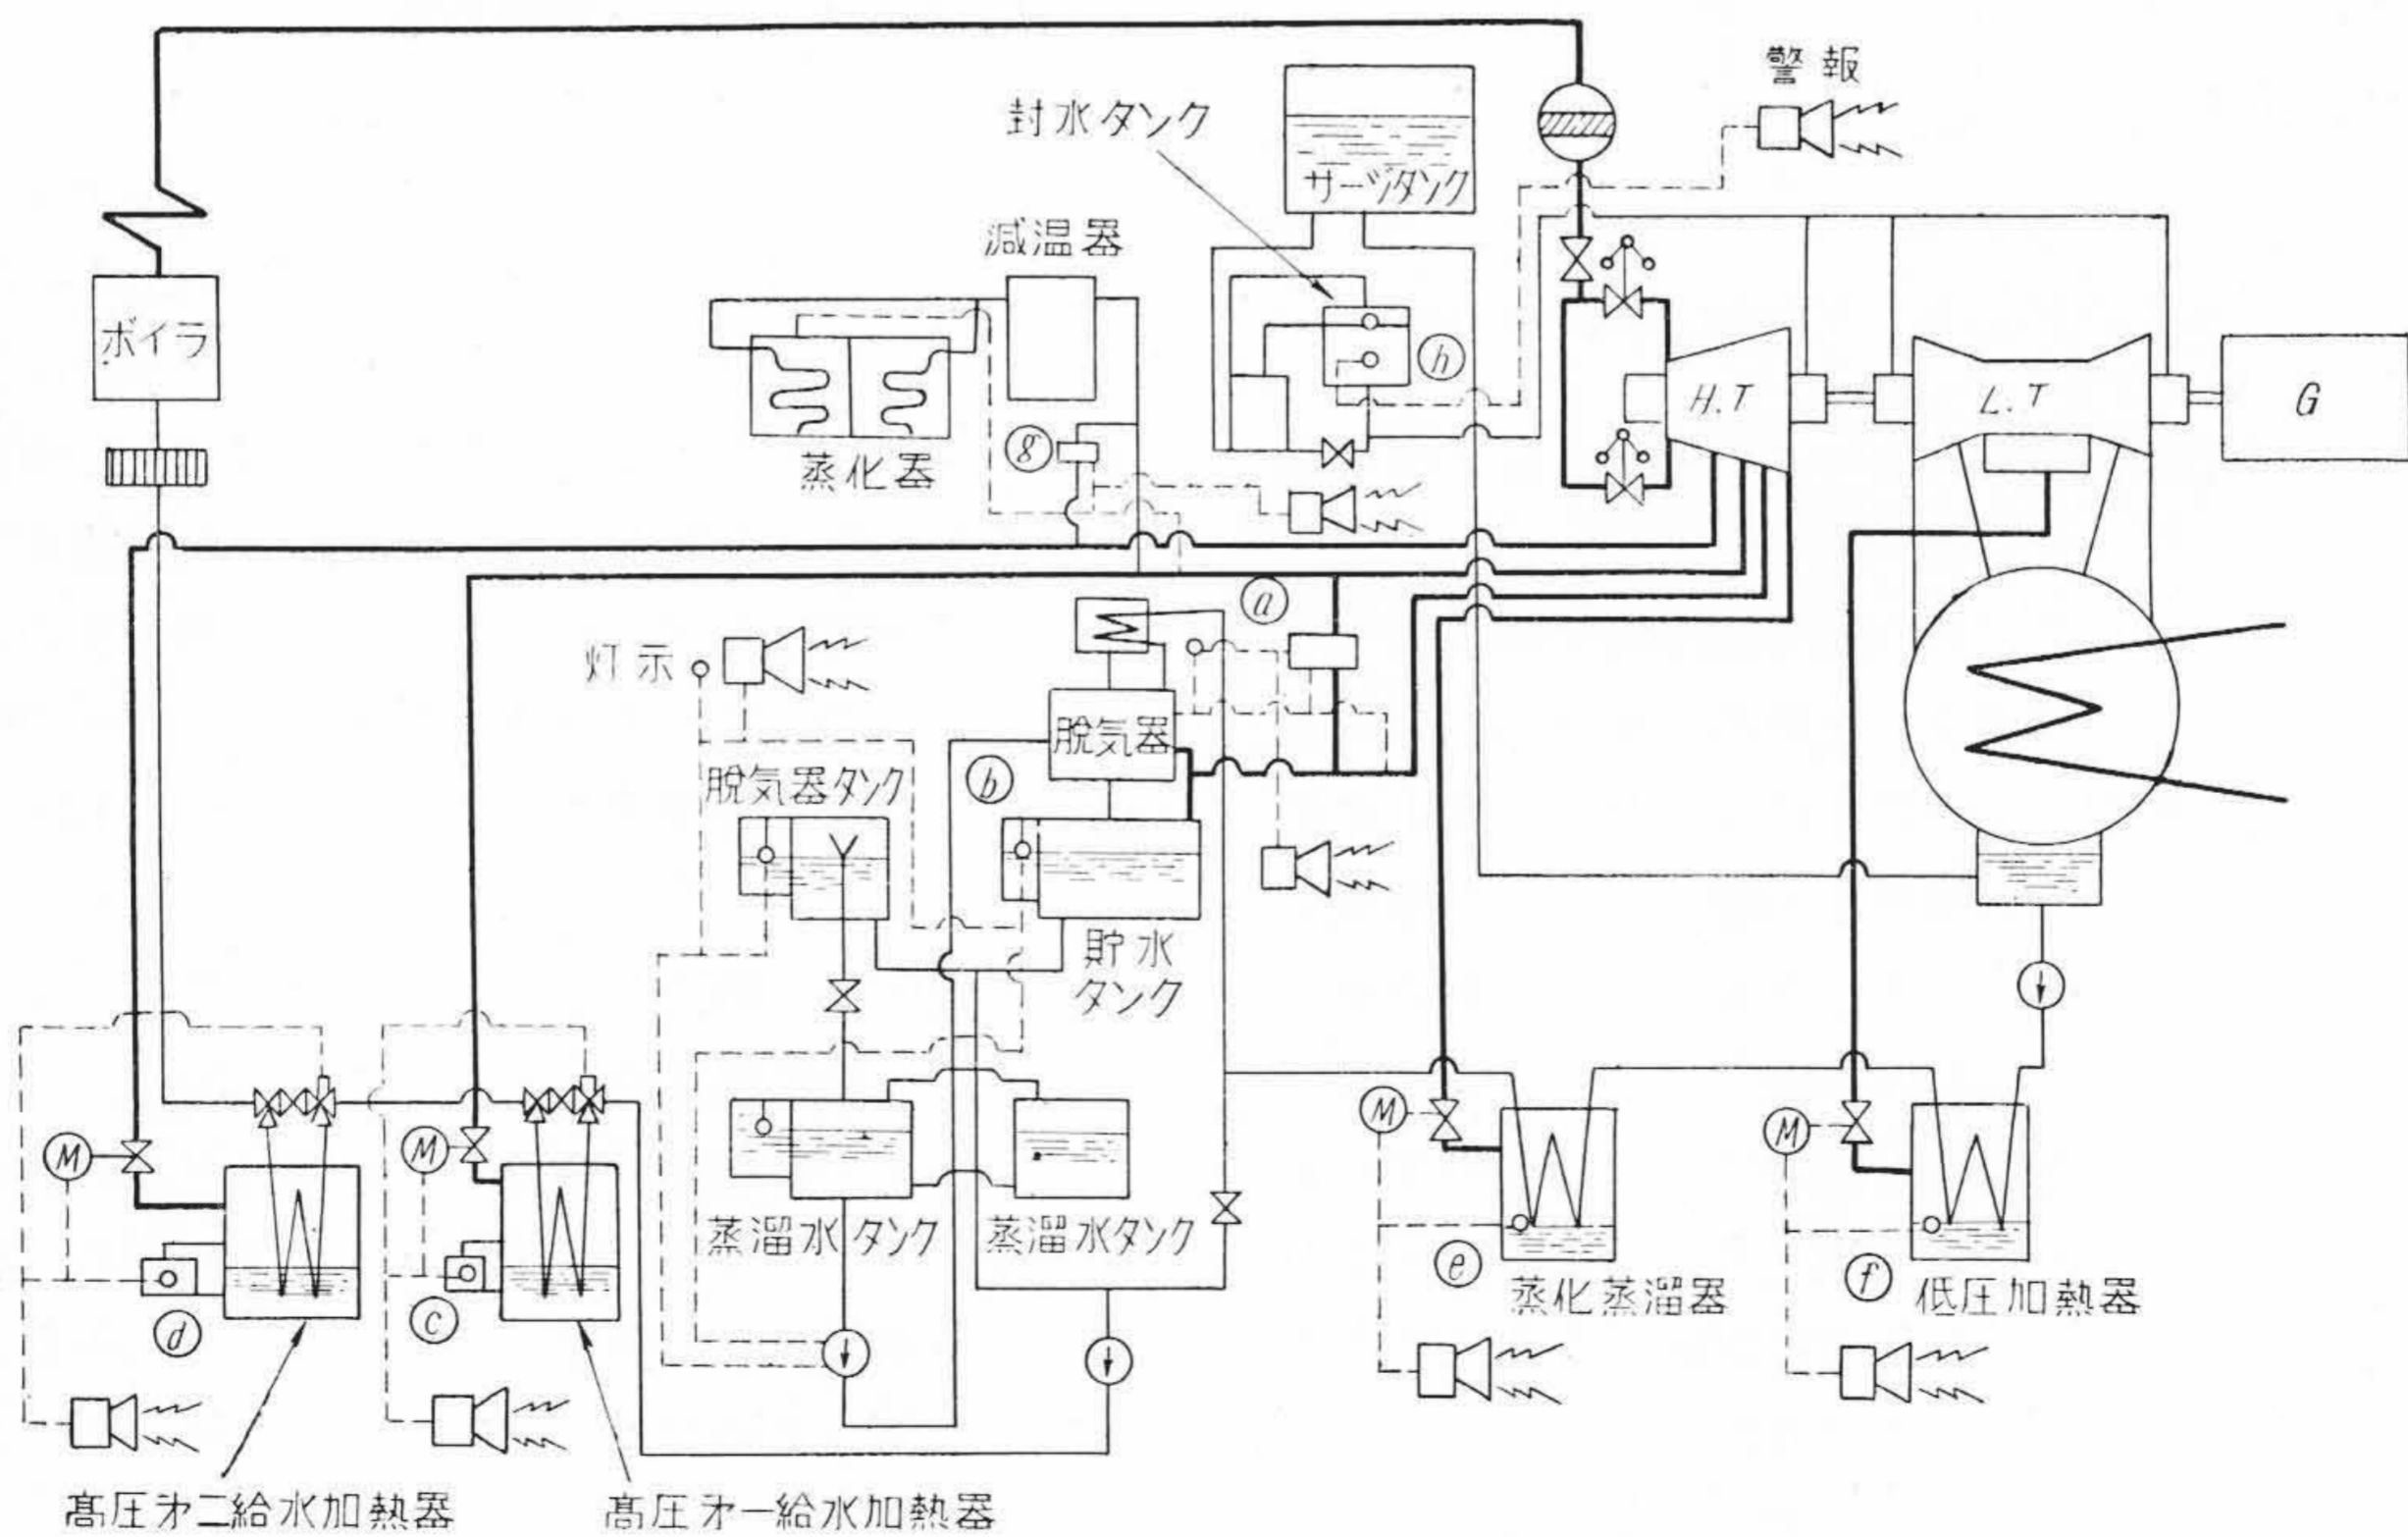 警報
封水タンク
サージタンク
減温器
ボイラ
h
H.T
L.T
G
g
蒸化器
a
灯示
脱気器
b
脱気器タンク
貯水
タンク
M
M
M
M
蒸溜水タンク
蒸溜水タンク
e
蒸化蒸溜器
f
低圧加熱器
d
c
高圧才二給水加熱器
高圧才一給水加熱器